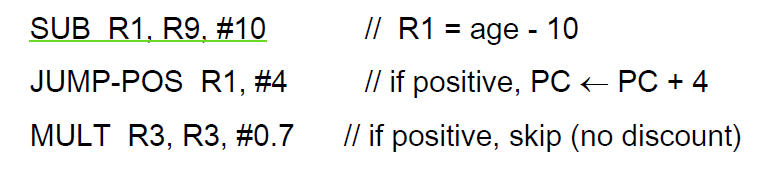 SUB R1, R9, #10 // R1 = age - 10
JUMP-POS R1, #4 // if positive, PC ← PC + 4
MULT R3, R3, #0.7 // if positive, skip (no discount)